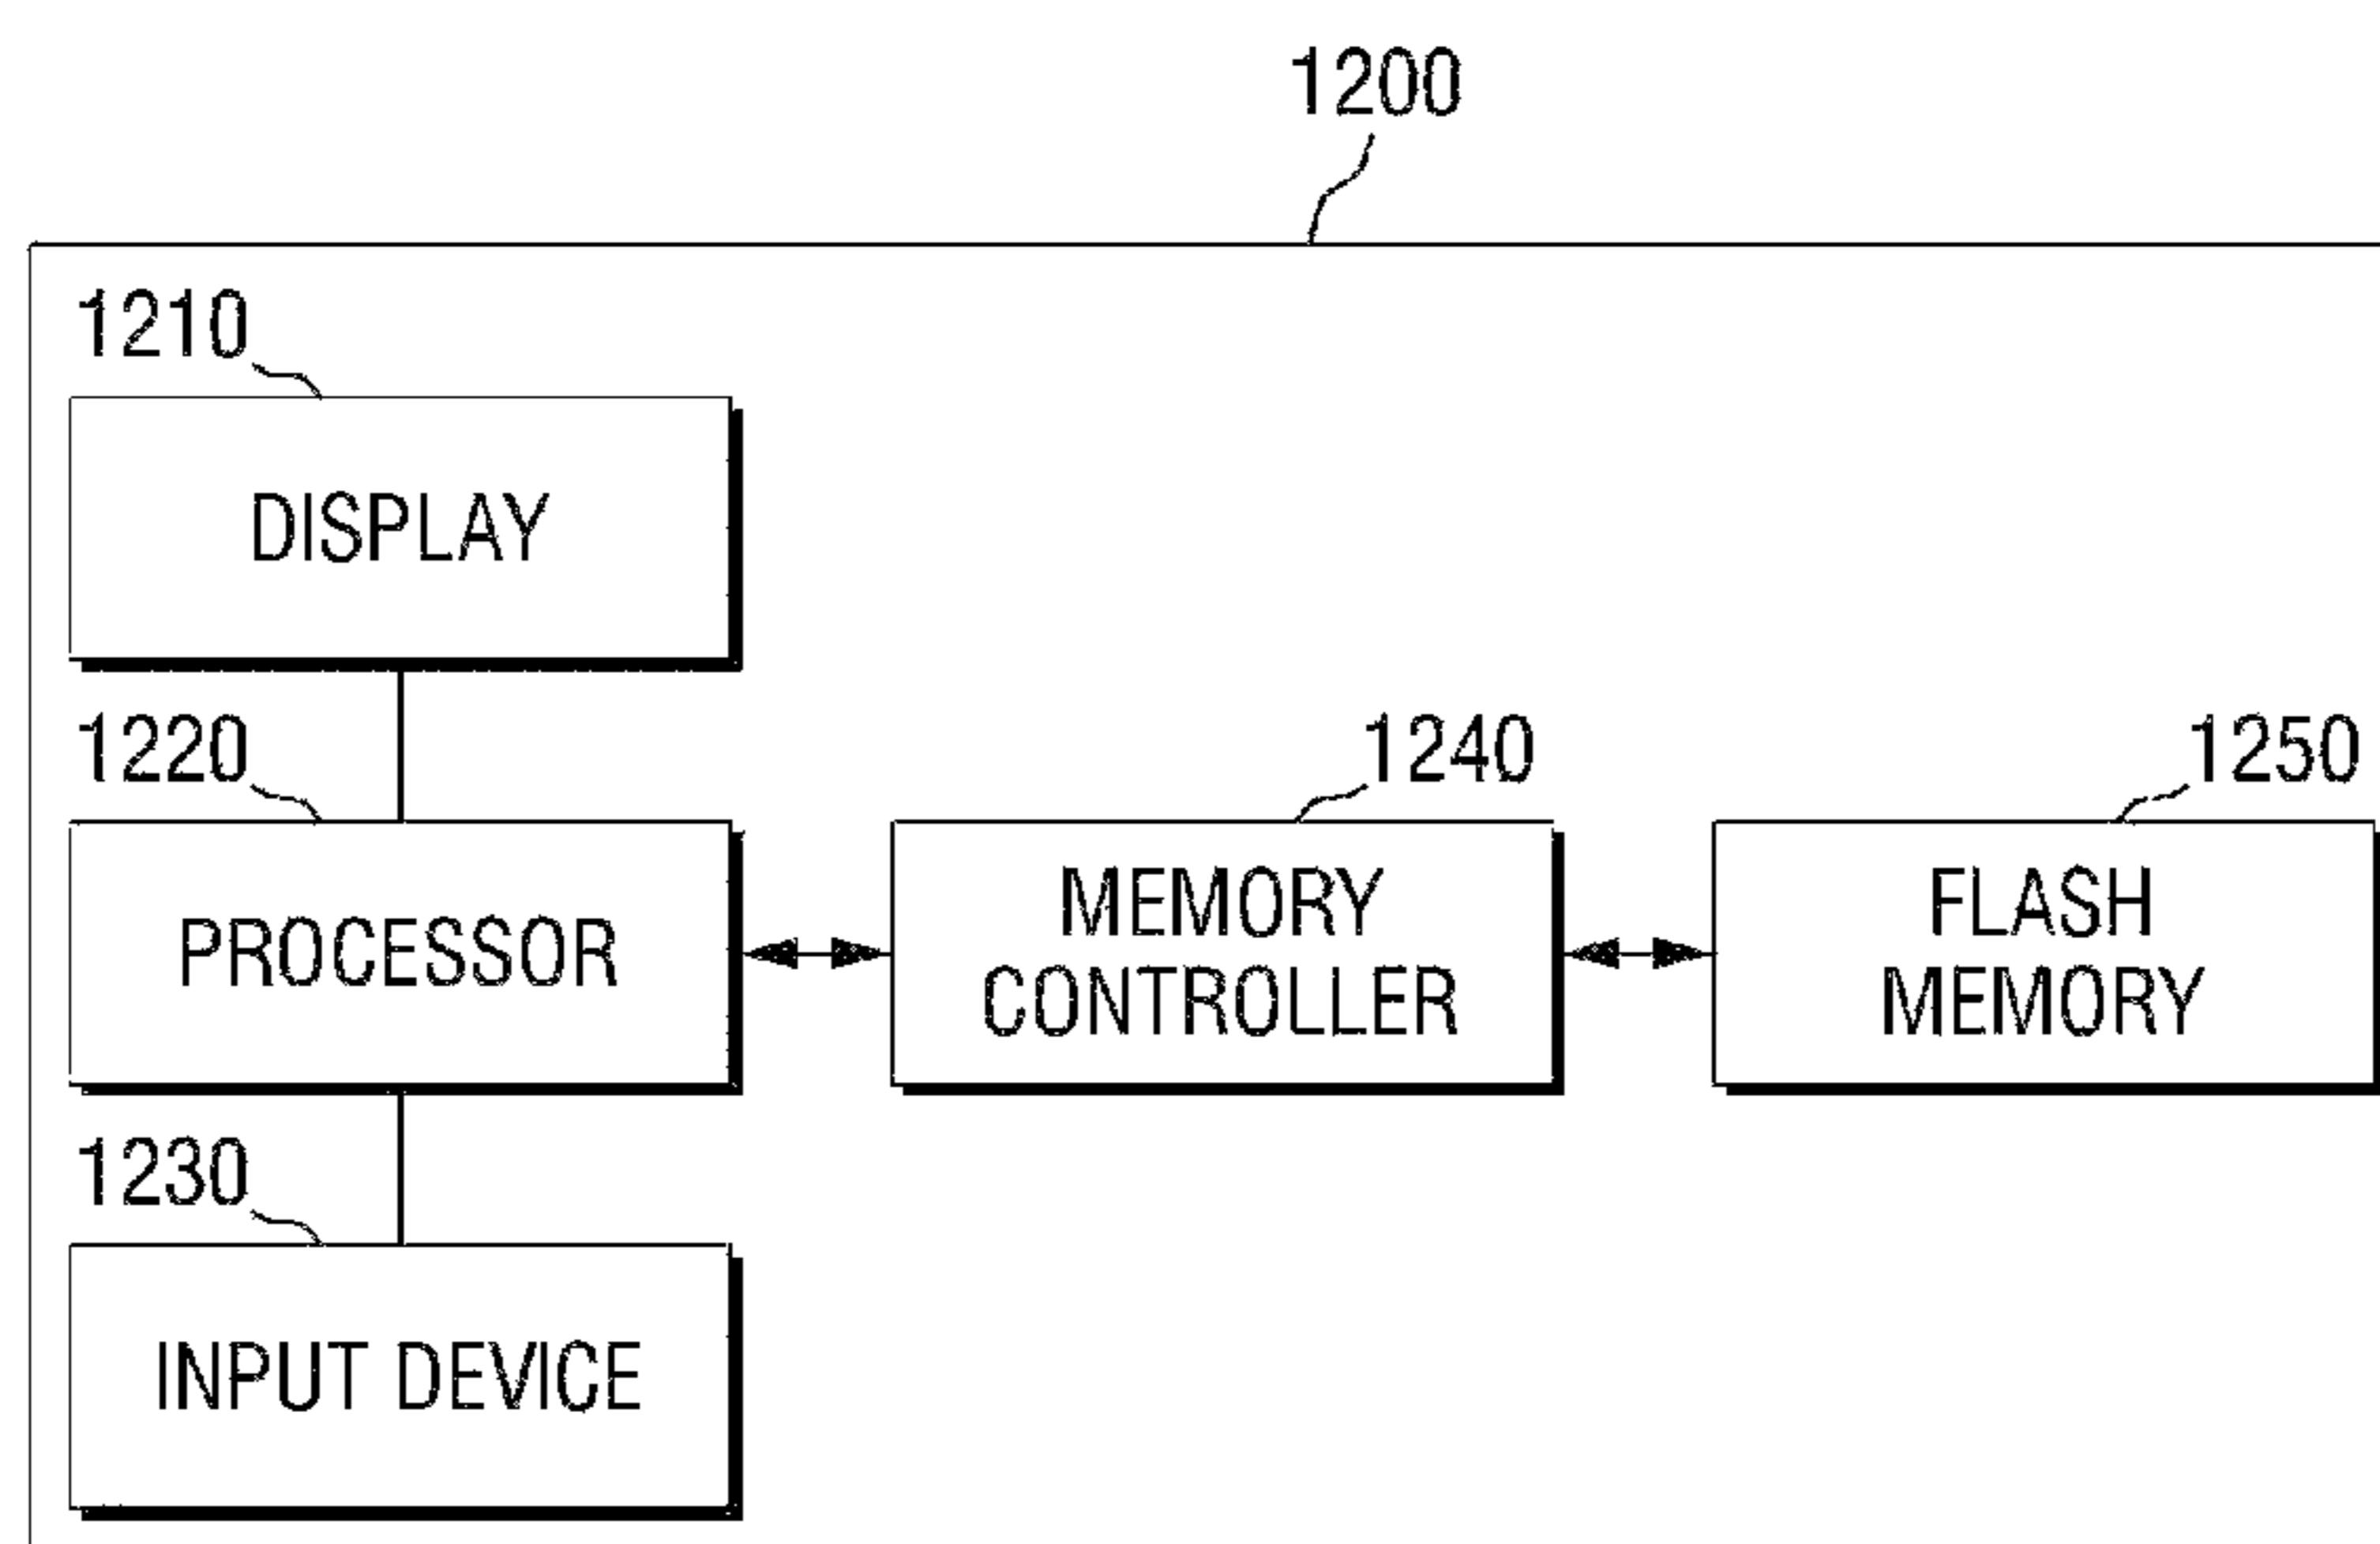 1200
1210
DISPLAY
1220
PROCESSOR
1240
MEMORY
CONTROLLER
1250
FLASH
MEMORY
1230
INPUT DEVICE